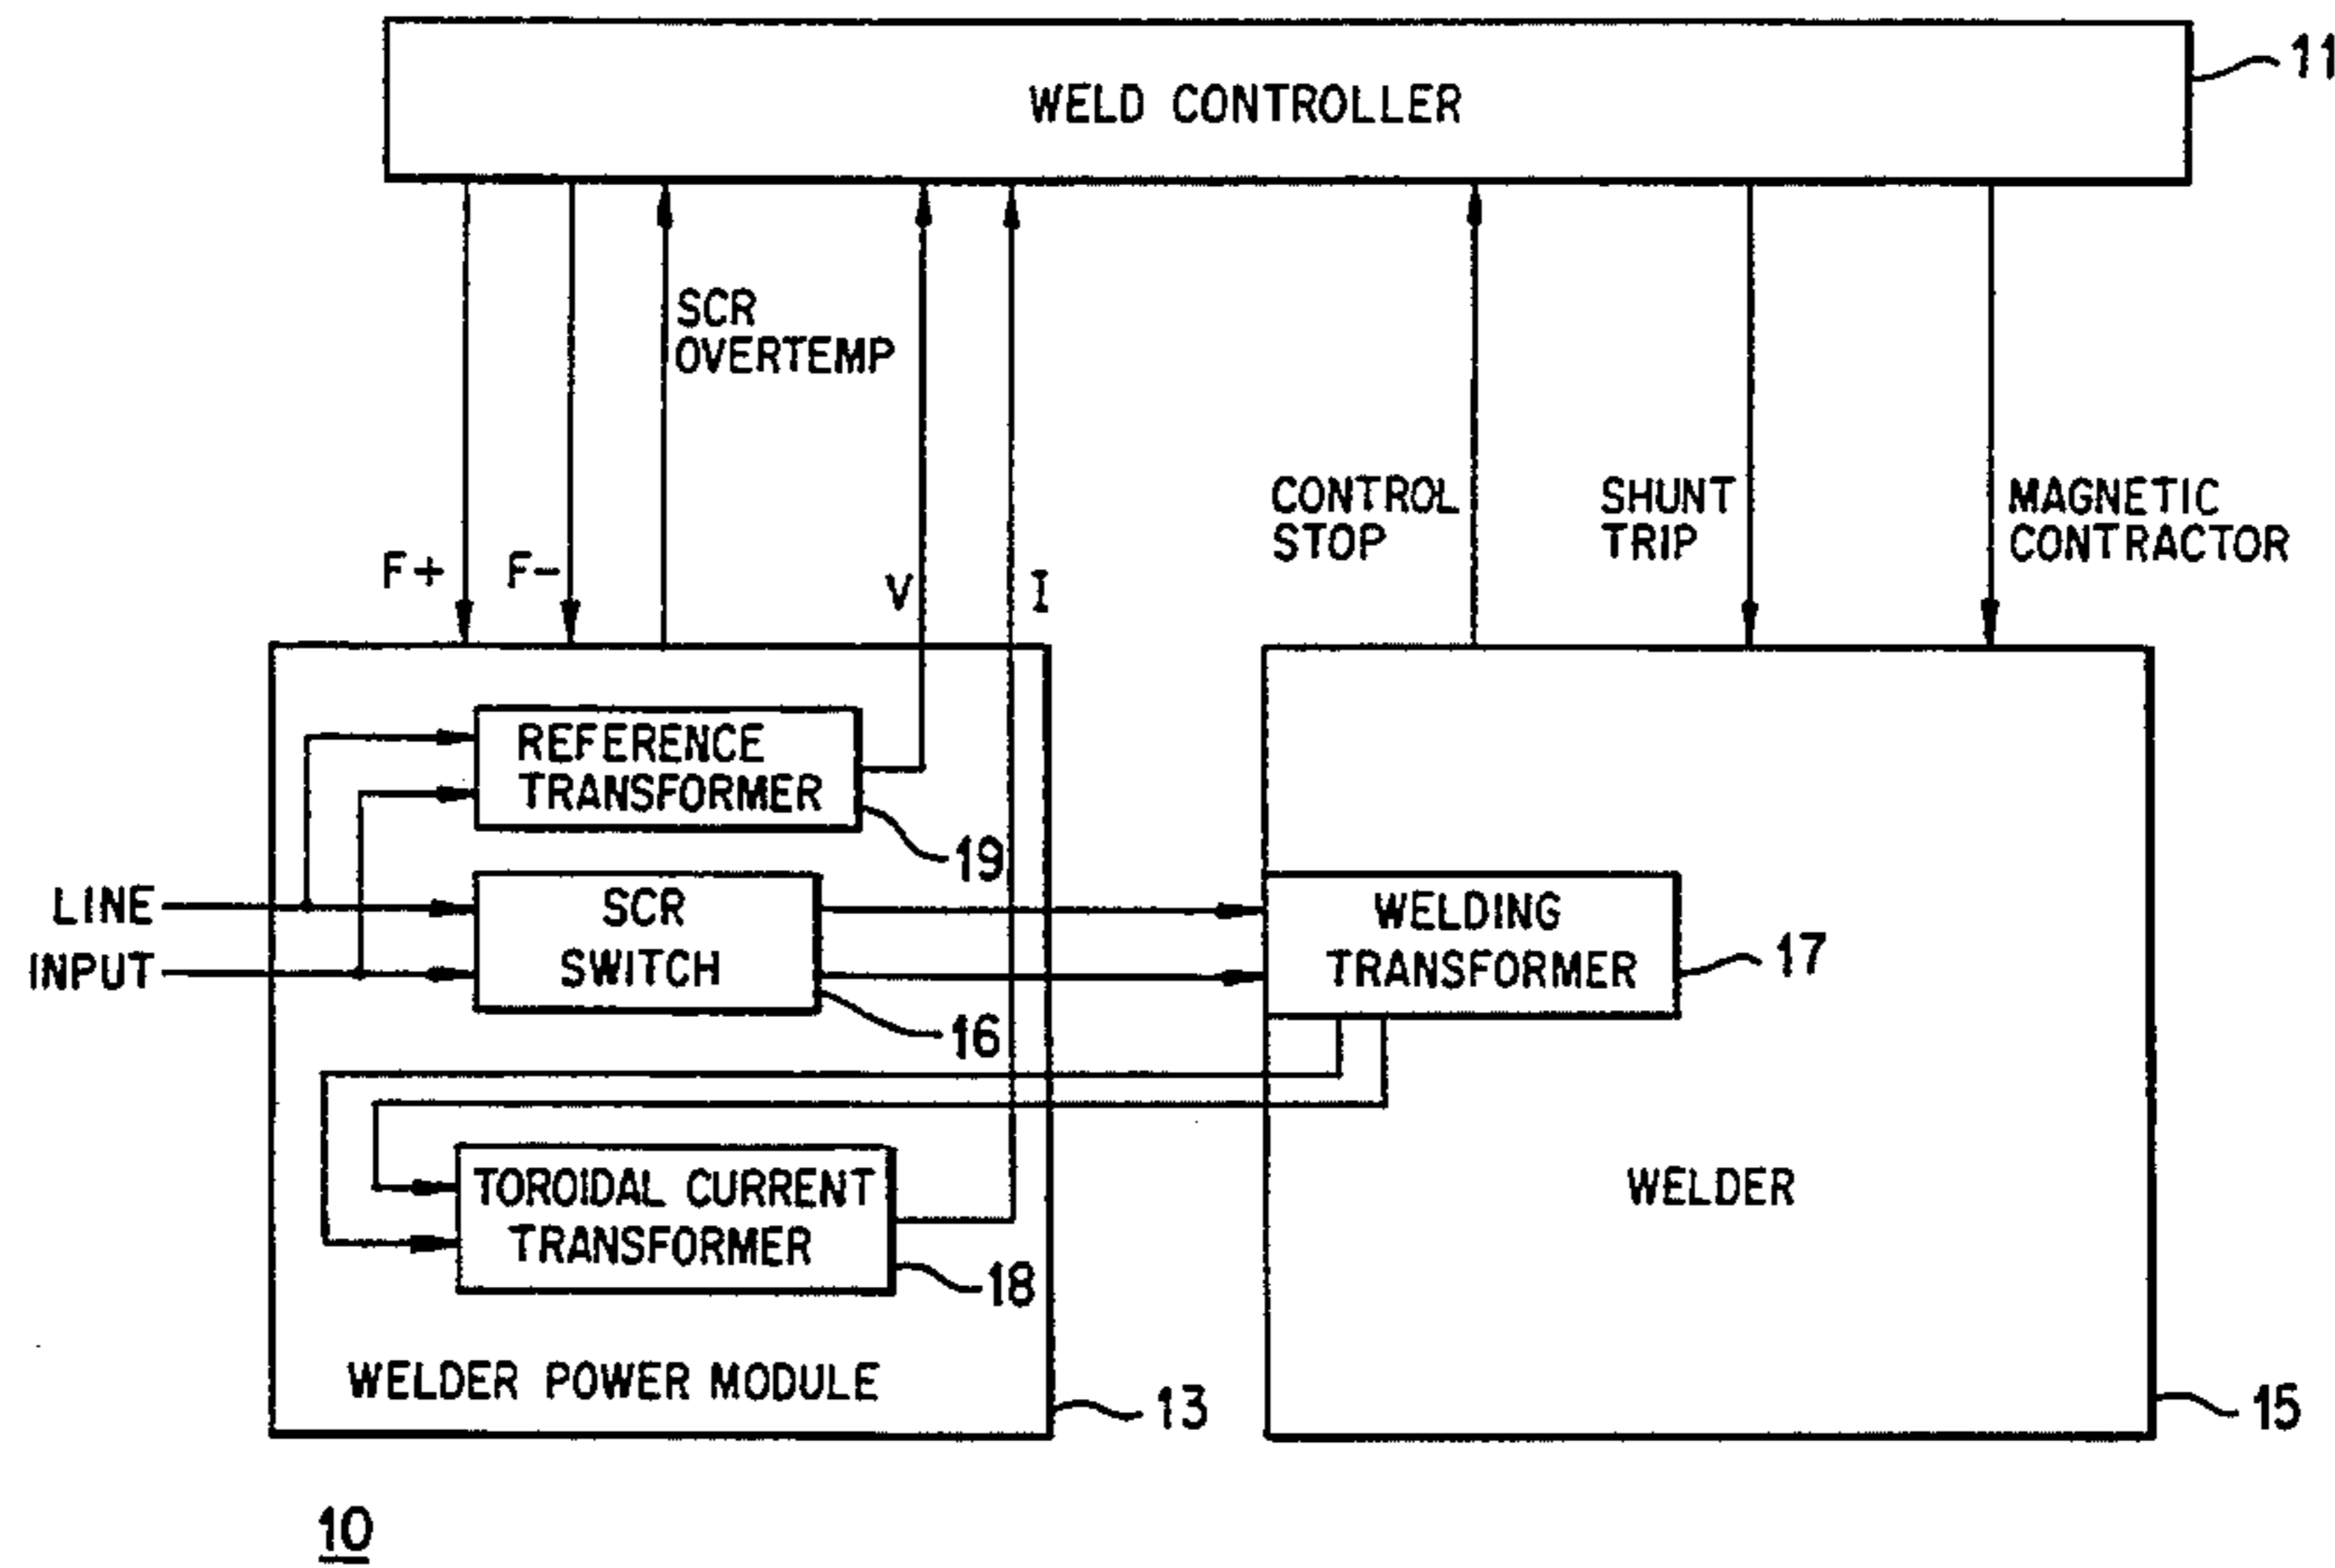 11
WELD CONTROLLER
SCR
OVERTEMP
CONTROL
STOP
SHUNT
TRIP
MAGNETIC
CONTRACTOR
F+
F-
V
I
REFERENCE
TRANSFORMER
19
LINE
INPUT
SCR
SWITCH
16
WELDING
TRANSFORMER
17
TOROIDAL CURRENT
TRANSFORMER
18
WELDER
WELDER POWER MODULE
13
15
10